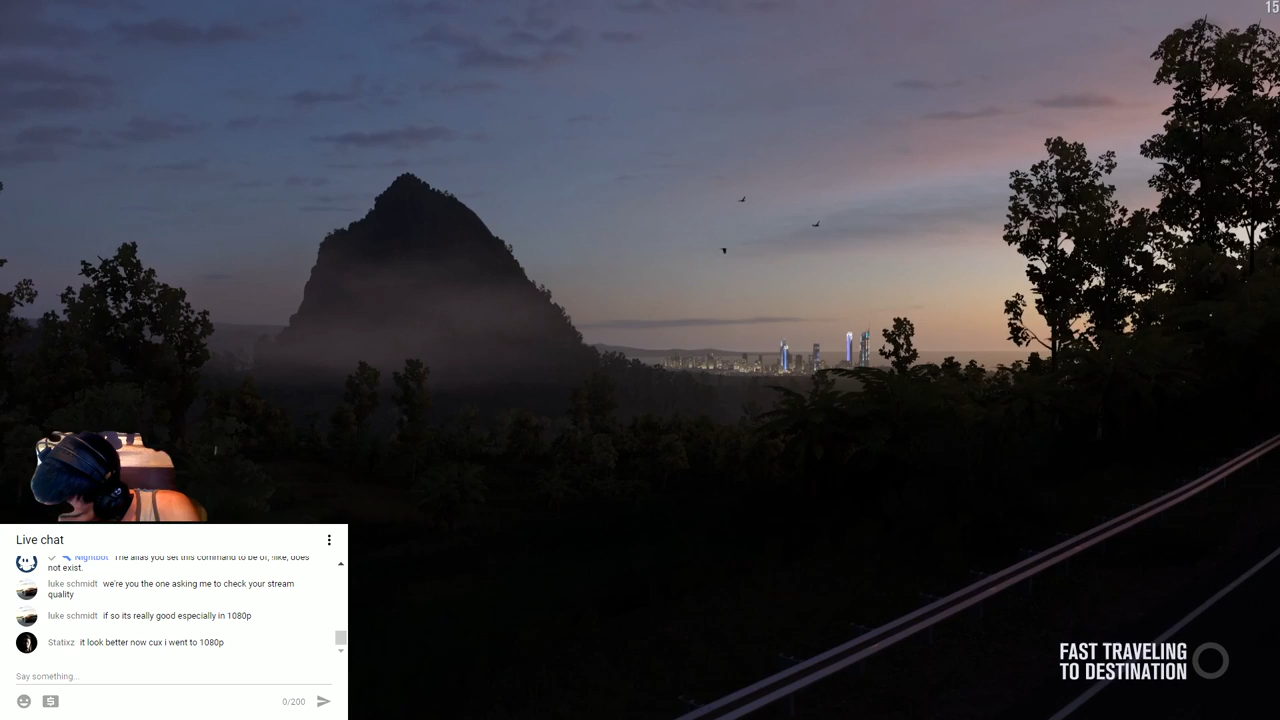 15
Live chat
Nightbot The alias you set this command to be of, !like, does
not exist.
luke schmidt we're you the one asking me to check your stream
quality
luke schmidt if so its really good especially in 1080p
Statixz it look better now cux i went to 1080p
Say something...
0/200
FAST TRAVELING
TO DESTINATION